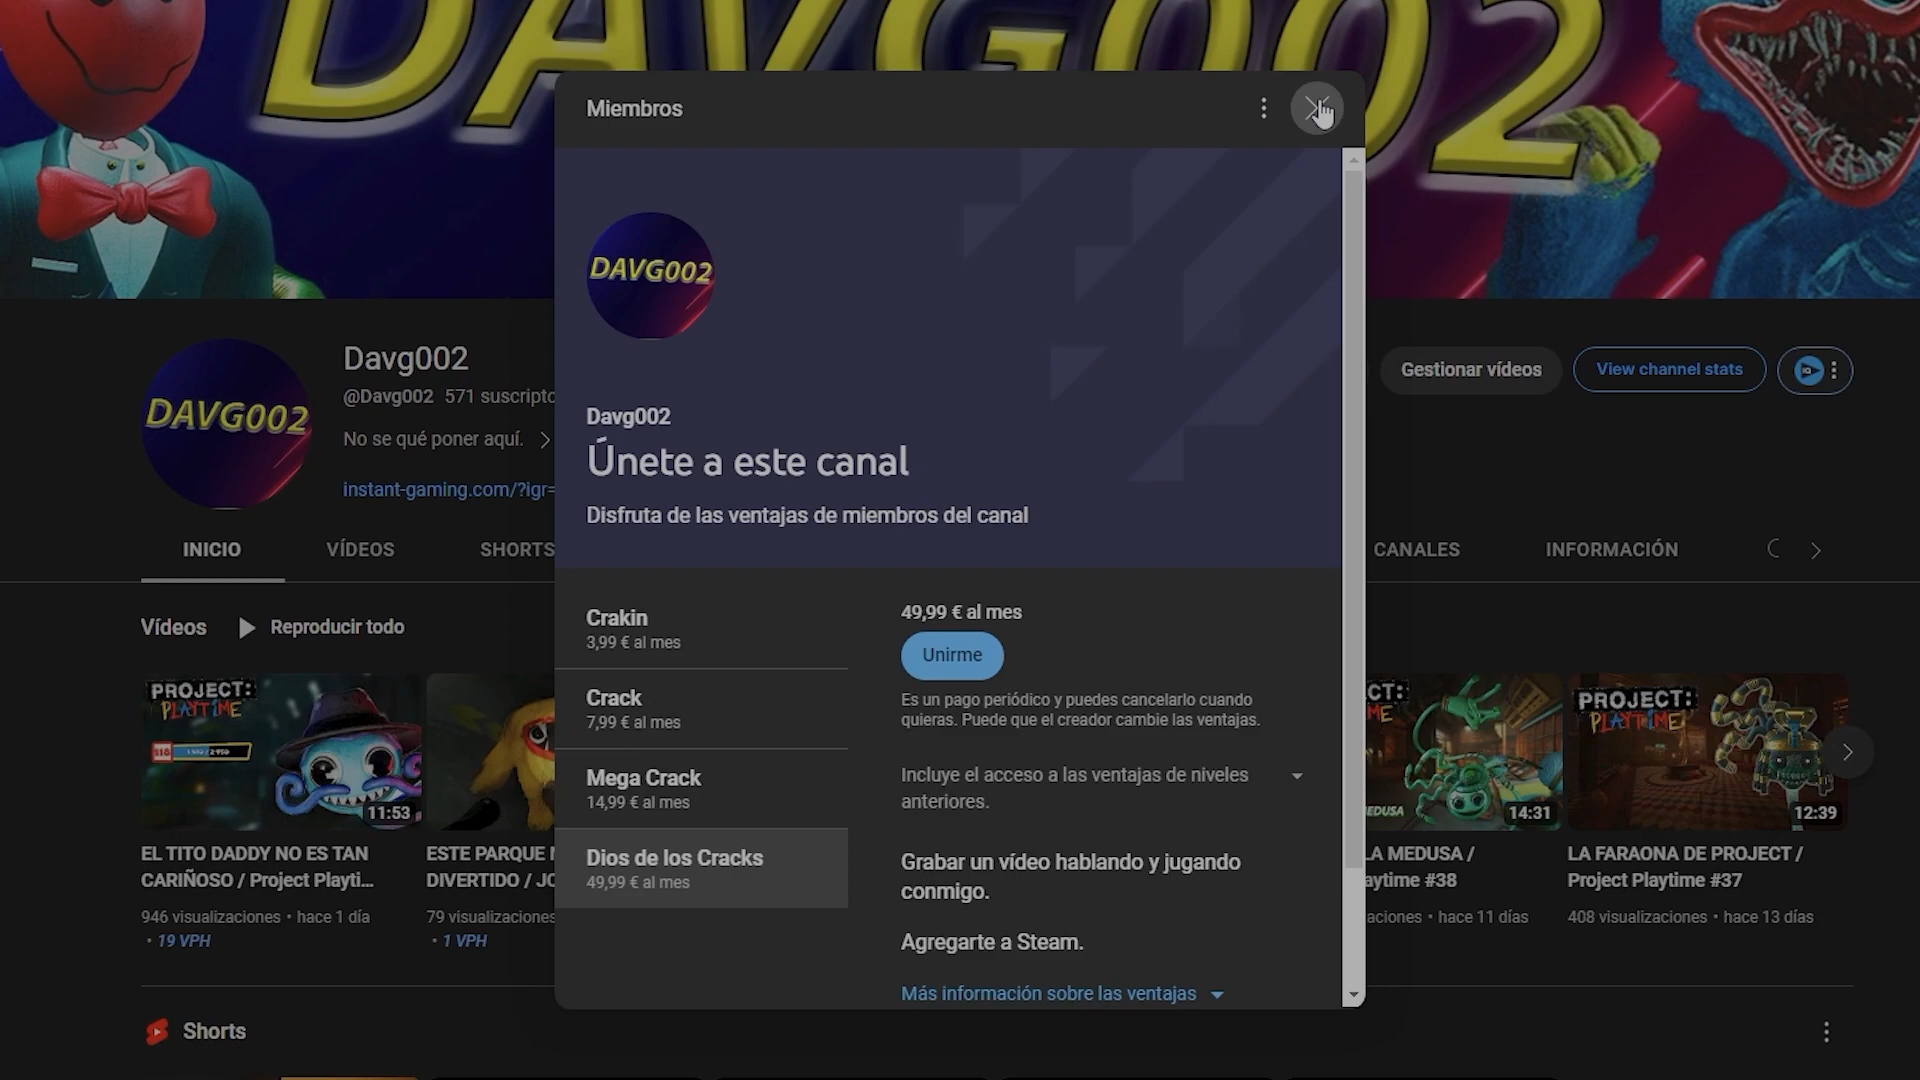 DAVG002
Miembros
DAVG002
Davg002
Únete a este canal
Disfruta de las ventajas de miembros del canal
Crakin
3,99 € al mes
Crack
7,99 € al mes
Mega Crack
14,99 € al mes
Dios de los Cracks
49,99 € al mes
49,99 € al mes
Unirme
Es un pago periódico y puedes cancelarlo cuando
quieras. Puede que el creador cambie las ventajas.
Incluye el acceso a las ventajas de niveles
anteriores.
Grabar un vídeo hablando y jugando
conmigo.
Agregarte a Steam.
Más información sobre las ventajas
DAVG002
Davg002
@Davg002 571 suscripto
No se qué poner aquí.
instant-gaming.com/?igr=
Gestionar vídeos
View channel stats
INICIO
VÍDEOS
SHORTS
CANALES
INFORMACIÓN
Vídeos
Reproducir todo
PROJECT:
PLAYTIME
11:53
EL TITO DADDY NO ES TAN
CARIÑOSO / Project Playti...
946 visualizaciones • hace 1 día
• 19 VPH
ESTE PARQUE
DIVERTIDO / JO
79 visualizaciones
• 1 VPH
CT:
ME
EDUSA
14:31
LA MEDUSA /
aytime #38
aciones • hace 11 días
PROJECT:
PLAYTIME
12:39
LA FARAONA DE PROJECT /
Project Playtime #37
408 visualizaciones • hace 13 días
Shorts